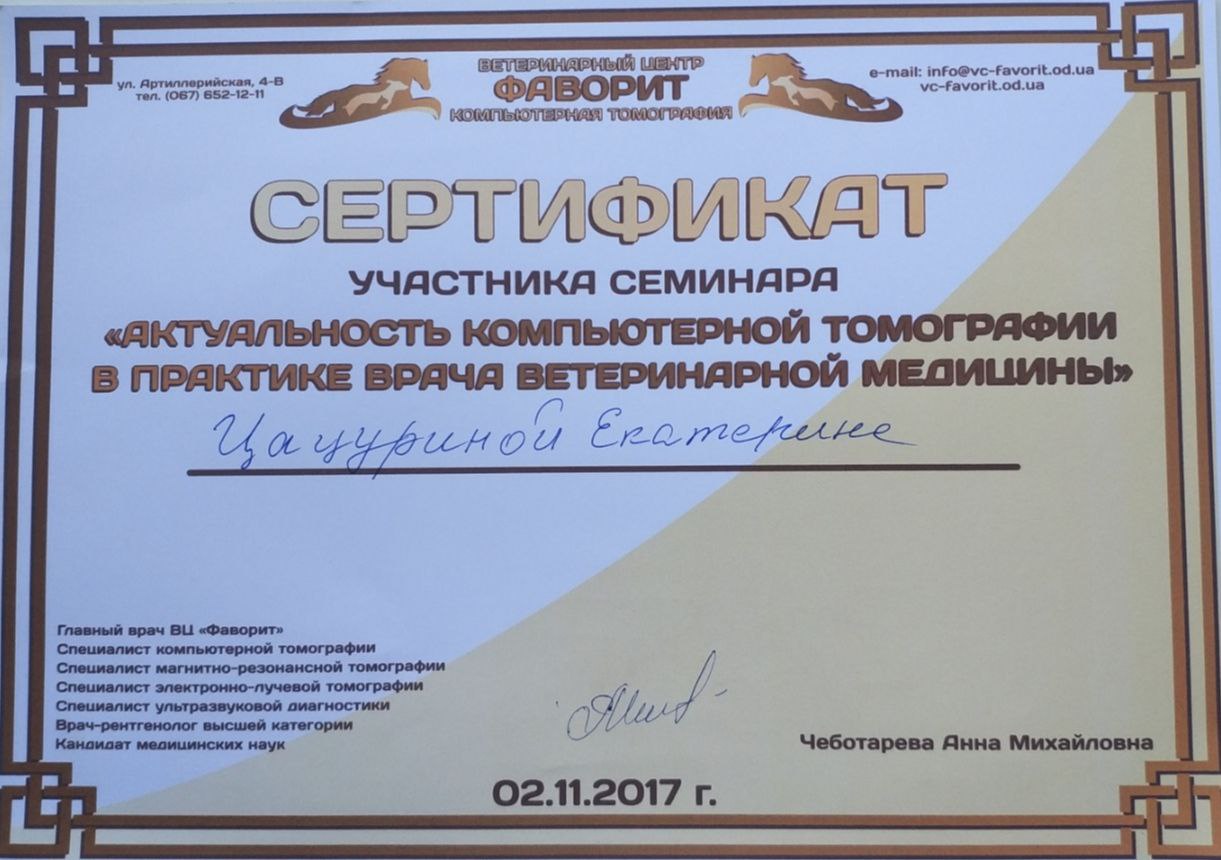 ул. Артиллерийская, 4-В
тел. (067) 652-12-11
ВЕТЕРИНАРНЫЙ ЦЕНТР
ФАВОРИТ
КОМПЬЮТЕРНАЯ ТОМОГРАФИЯ
e-mail: info@vc-favorit.od.ua
vc-favorit.od.ua
СЕРТИФИКАТ
УЧАСТНИКА СЕМИНАРА
«АКТУАЛЬНОСТЬ КОМПЬЮТЕРНОЙ ТОМОГРАФИИ
В ПРАКТИКЕ ВРАЧА ВЕТЕРИНАРНОЙ МЕДИЦИНЫ»
Цацуриной Екатерине
Главный врач ВЦ «Фаворит»
Специалист компьютерной томографии
Специалист магнитно-резонансной томографии
Специалист электронно-лучевой томографии
Специалист ультразвуковой диагностики
Врач-рентгенолог высшей категории
Кандидат медицинских наук
Чеботарева Анна Михайловна
02.11.2017 г.